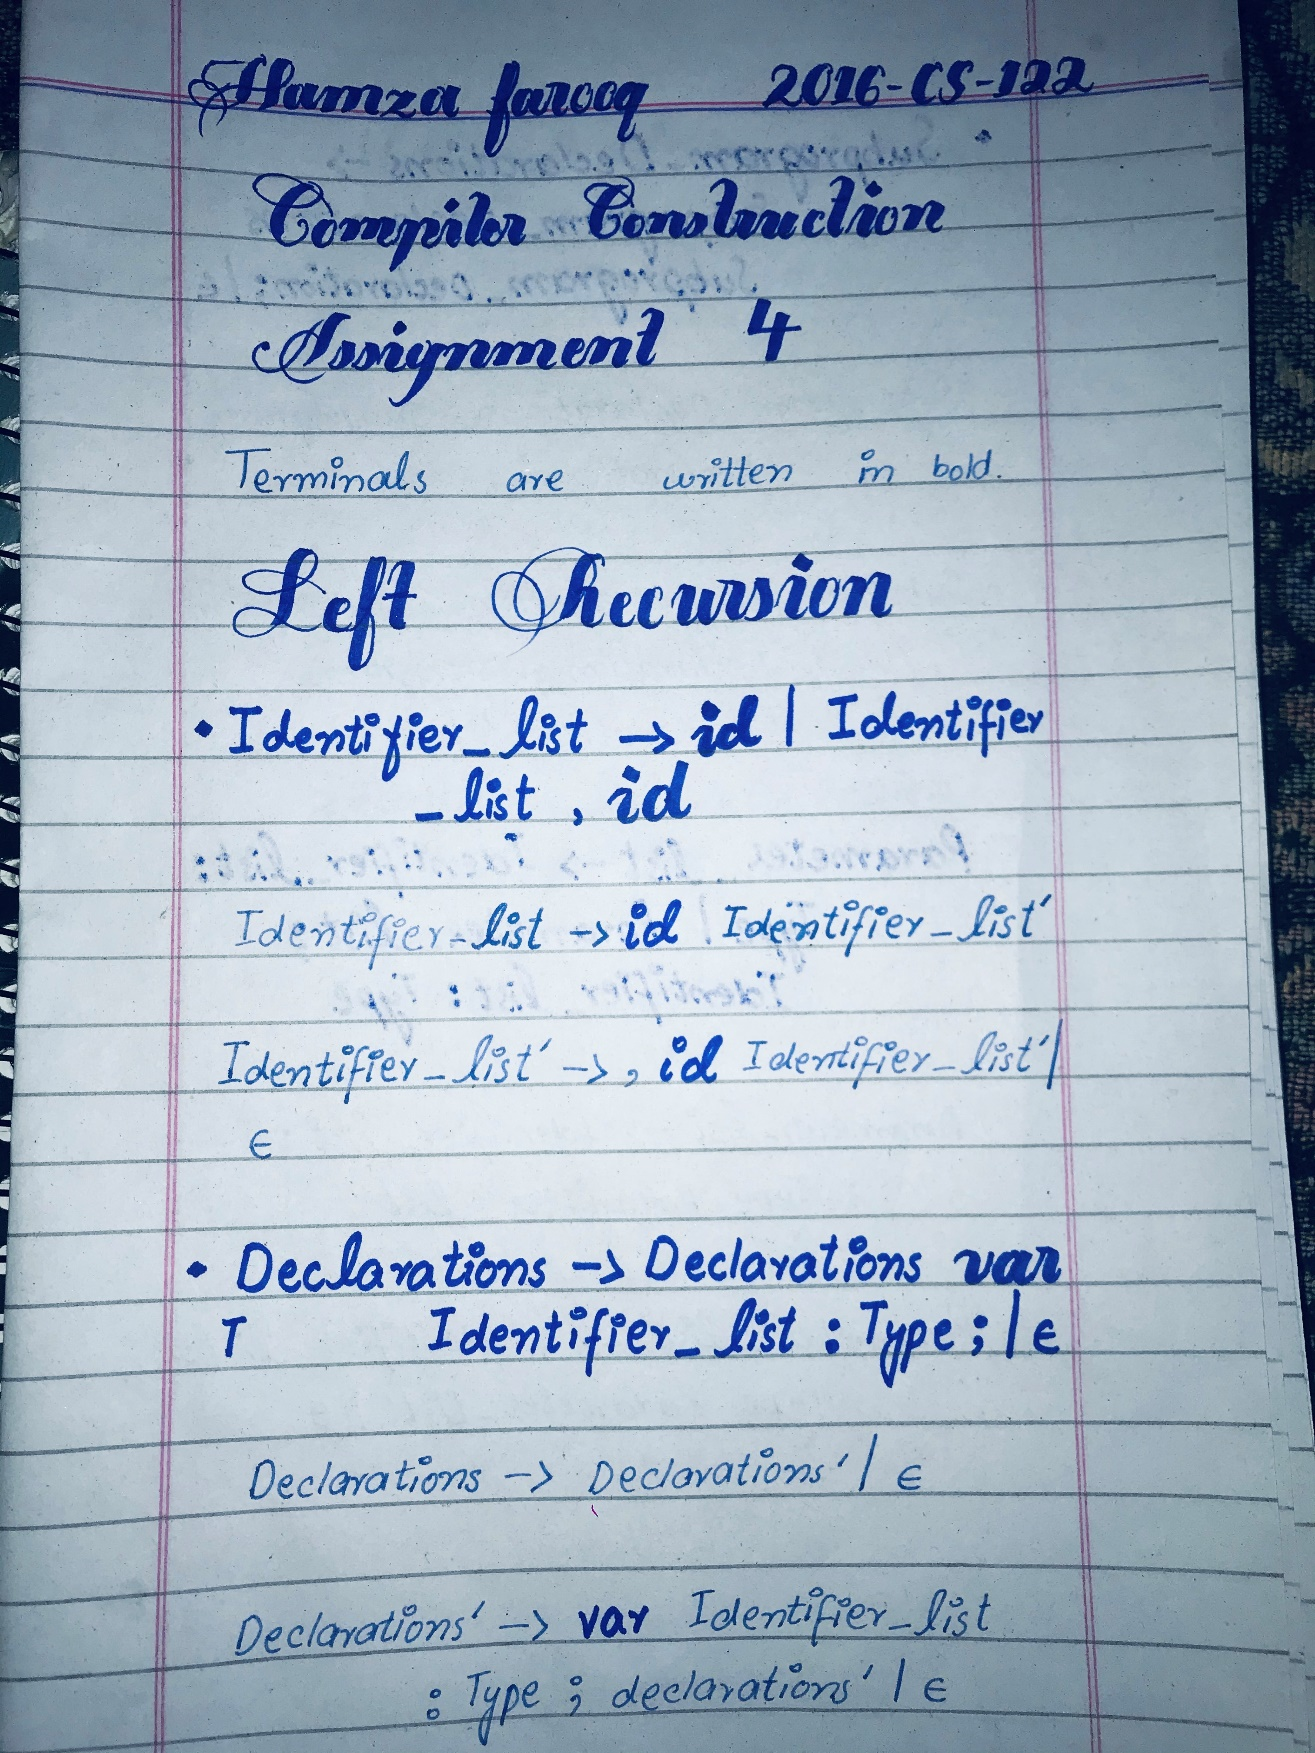 Hamza farooq 2016-CS-122
Compiler Construction
Assignment 4
Terminals are written in bold.
Left Recursion
• Identifier_list -> id | Identifier
_list , id
Identifier_list -> id Identifier_list'
Identifier_list' -> , id Identifier_list' |
ϵ
• Declarations -> Declarations var
T Identifier_list : Type ; | ϵ
Declarations -> Declarations' | ϵ
Declarations' -> var Identifier_list
: Type ; declarations' | ϵ